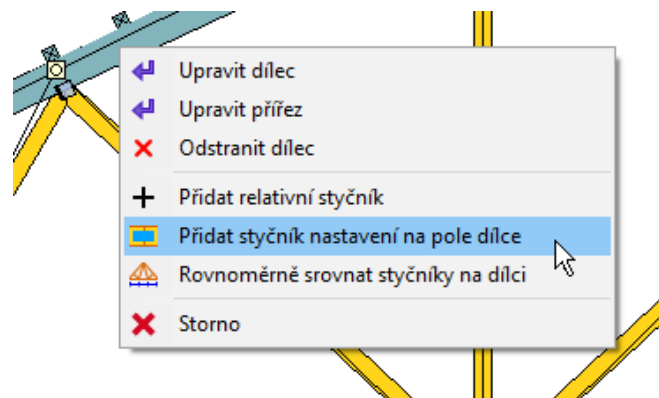 Upravit dílec
Upravit přířez
Odstranit dílec
Přidat relativní styčník
Přidat styčník nastavení na pole dílce
Rovnoměrně srovnat styčníky na dílci
Storno